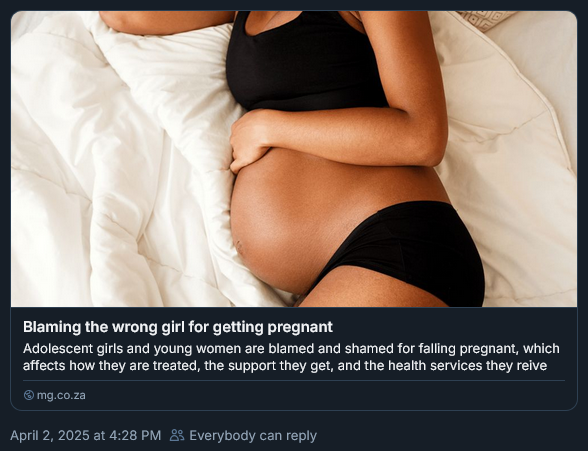 Blaming the wrong girl for getting pregnant
Adolescent girls and young women are blamed and shamed for falling pregnant, which
affects how they are treated, the support they get, and the health services they reive
mg.co.za
April 2, 2025 at 4:28 PM Everybody can reply